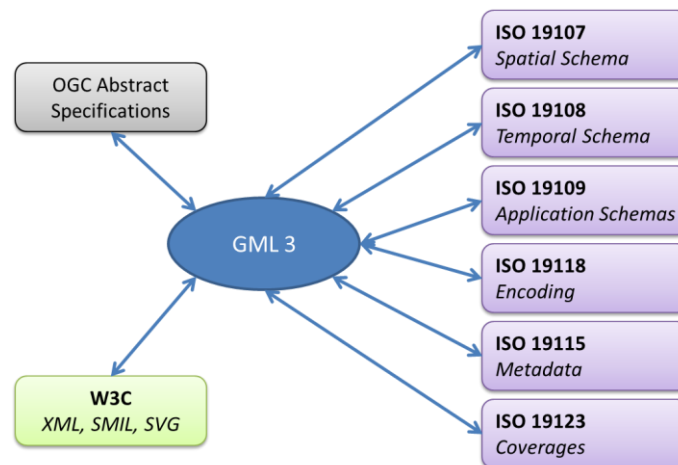 OGC Abstract
Specifications
GML 3
W3C
XML, SMIL, SVG
ISO 19107
Spatial Schema
ISO 19108
Temporal Schema
ISO 19109
Application Schemas
ISO 19118
Encoding
ISO 19115
Metadata
ISO 19123
Coverages